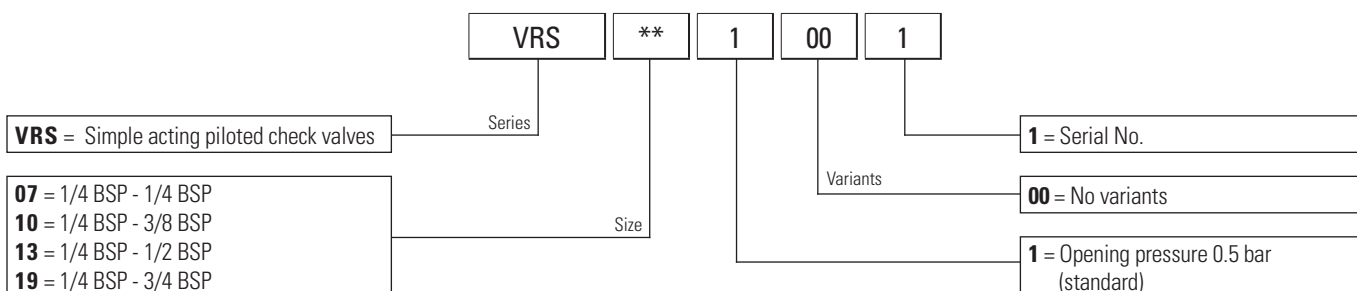 VRS ** 1 00 1
Series
VRS = Simple acting piloted check valves
1 = Serial No.
Variants
00 = No variants
07 = 1/4 BSP - 1/4 BSP
10 = 1/4 BSP - 3/8 BSP
13 = 1/4 BSP - 1/2 BSP
19 = 1/4 BSP - 3/4 BSP
Size
1 = Opening pressure 0.5 bar
(standard)